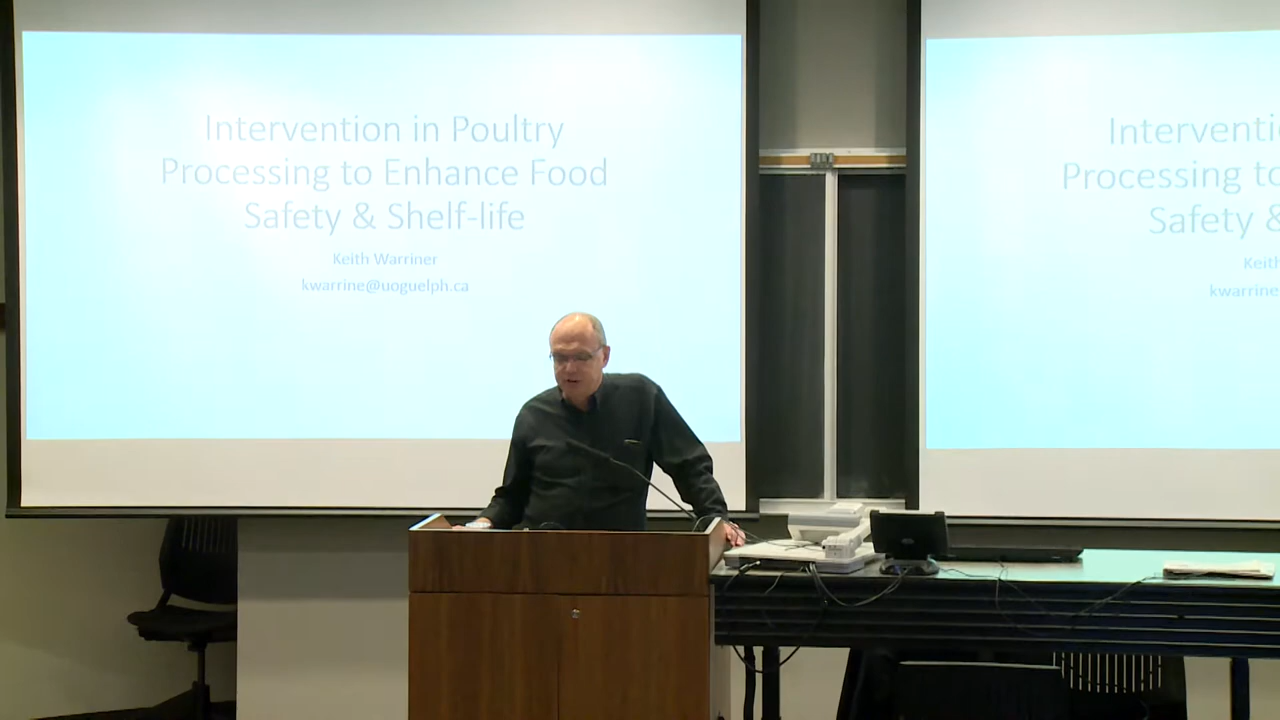 Intervention in Poultry
Processing to Enhance Food
Safety & Shelf-life
Keith Warriner
kwarrine@uoguelph.ca
Interventi
Processing to
Safety &
Keith
kwarrine